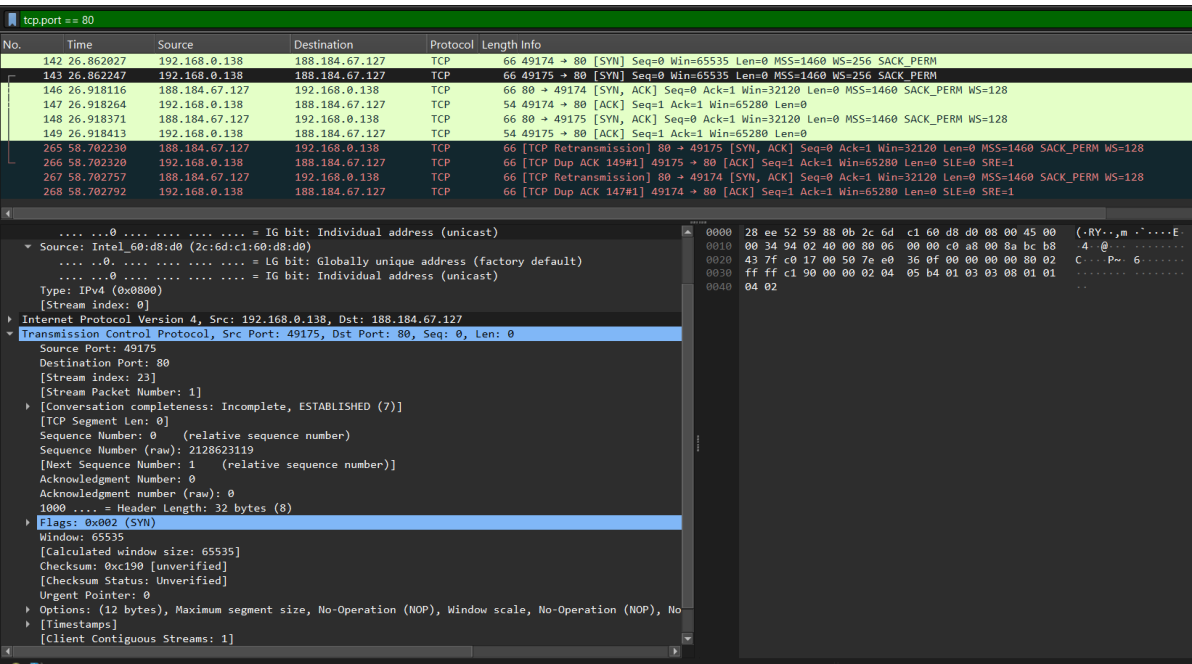 tcp.port == 80
No. Time Source Destination Protocol Length Info
142 26.862027 192.168.0.138 188.184.67.127 TCP 66 49174 → 80 [SYN] Seq=0 Win=65535 Len=0 MSS=1460 WS=256 SACK_PERM
143 26.862247 192.168.0.138 188.184.67.127 TCP 66 49175 → 80 [SYN] Seq=0 Win=65535 Len=0 MSS=1460 WS=256 SACK_PERM
146 26.918116 188.184.67.127 192.168.0.138 TCP 66 80 → 49174 [SYN, ACK] Seq=0 Ack=1 Win=32120 Len=0 MSS=1460 SACK_PERM WS=128
147 26.918264 192.168.0.138 188.184.67.127 TCP 54 49174 → 80 [ACK] Seq=1 Ack=1 Win=65280 Len=0
148 26.918371 188.184.67.127 192.168.0.138 TCP 66 80 → 49175 [SYN, ACK] Seq=0 Ack=1 Win=32120 Len=0 MSS=1460 SACK_PERM WS=128
149 26.918413 192.168.0.138 188.184.67.127 TCP 54 49175 → 80 [ACK] Seq=1 Ack=1 Win=65280 Len=0
265 58.702230 188.184.67.127 192.168.0.138 TCP 66 [TCP Retransmission] 80 → 49175 [SYN, ACK] Seq=0 Ack=1 Win=32120 Len=0 MSS=1460 SACK_PERM WS=128
266 58.702320 192.168.0.138 188.184.67.127 TCP 66 [TCP Dup ACK 149#1] 49175 → 80 [ACK] Seq=1 Ack=1 Win=65280 Len=0 SLE=0 SRE=1
267 58.702757 188.184.67.127 192.168.0.138 TCP 66 [TCP Retransmission] 80 → 49174 [SYN, ACK] Seq=0 Ack=1 Win=32120 Len=0 MSS=1460 SACK_PERM WS=128
268 58.702792 192.168.0.138 188.184.67.127 TCP 66 [TCP Dup ACK 147#1] 49174 → 80 [ACK] Seq=1 Ack=1 Win=65280 Len=0 SLE=0 SRE=1
.... ...0 .... .... .... .... = IG bit: Individual address (unicast)
Source: Intel_60:d8:d0 (2c:6d:c1:60:d8:d0)
.... ..0. .... .... .... .... = LG bit: Globally unique address (factory default)
.... ...0 .... .... .... .... = IG bit: Individual address (unicast)
Type: IPv4 (0x0800)
[Stream index: 0]
Internet Protocol Version 4, Src: 192.168.0.138, Dst: 188.184.67.127
Transmission Control Protocol, Src Port: 49175, Dst Port: 80, Seq: 0, Len: 0
Source Port: 49175
Destination Port: 80
[Stream index: 23]
[Stream Packet Number: 1]
[Conversation completeness: Incomplete, ESTABLISHED (7)]
[TCP Segment Len: 0]
Sequence Number: 0 (relative sequence number)
Sequence Number (raw): 2128623119
[Next Sequence Number: 1 (relative sequence number)]
Acknowledgment Number: 0
Acknowledgment number (raw): 0
1000 .... = Header Length: 32 bytes (8)
Flags: 0x002 (SYN)
Window: 65535
[Calculated window size: 65535]
Checksum: 0xc190 [unverified]
[Checksum Status: Unverified]
Urgent Pointer: 0
Options: (12 bytes), Maximum segment size, No-Operation (NOP), Window scale, No-Operation (NOP), No
[Timestamps]
[Client Contiguous Streams: 1]
0000 28 ee 52 59 88 0b 2c 6d c1 60 d8 d0 08 00 45 00 (·RY··,m ·`····E·
0010 00 34 94 02 40 00 80 06 00 00 c0 a8 00 8a bc b8 ·4··@··· ········
0020 43 7f c0 17 00 50 7e e0 36 0f 00 00 00 00 80 02 C····P~· 6·······
0030 ff ff c1 90 00 00 02 04 05 b4 01 03 03 08 01 01 ········ ········
0040 04 02 ··